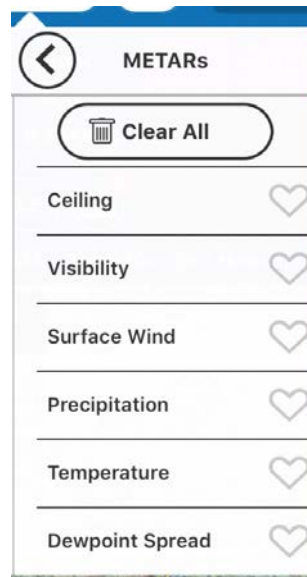 METARs
Clear All
Ceiling
Visibility
Surface Wind
Precipitation
Temperature
Dewpoint Spread